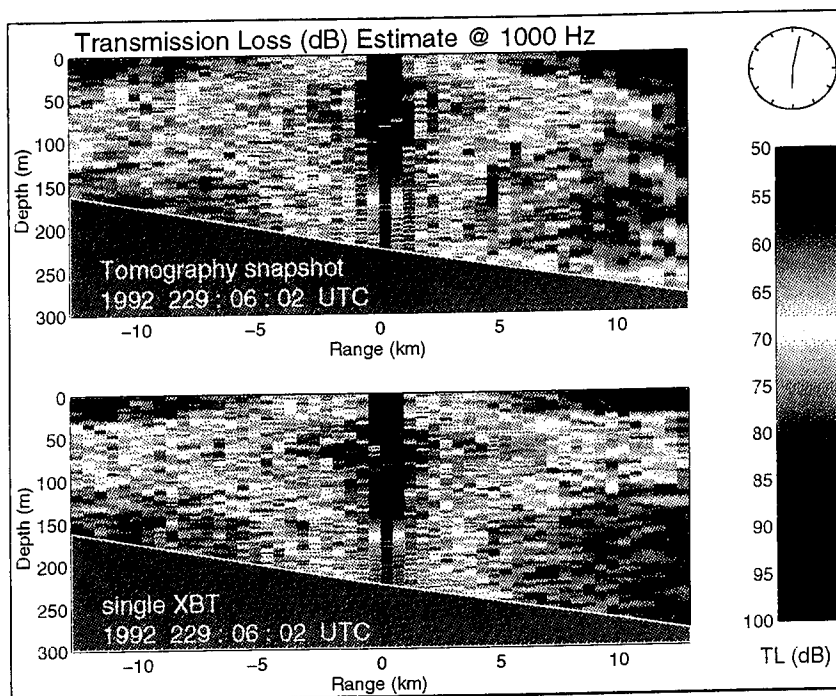 Transmission Loss (dB) Estimate @ 1000 Hz
0
50
100
150
200
250
300
Depth (m)
Tomography snapshot
1992 229:06:02 UTC
−10 −5 0 5 10
Range (km)
0
50
100
150
200
250
300
Depth (m)
single XBT
1992 229:06:02 UTC
−10 −5 0 5 10
Range (km)
50
55
60
65
70
75
80
85
90
95
100
TL (dB)